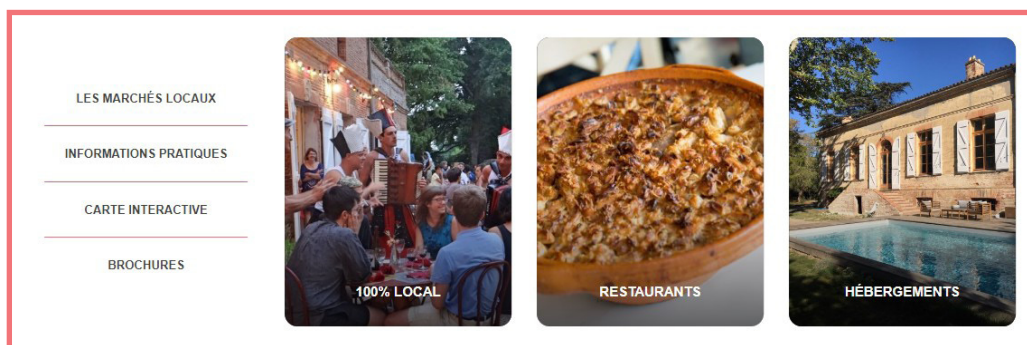 LES MARCHÉS LOCAUX
INFORMATIONS PRATIQUES
CARTE INTERACTIVE
BROCHURES
100% LOCAL
RESTAURANTS
HÉBERGEMENTS